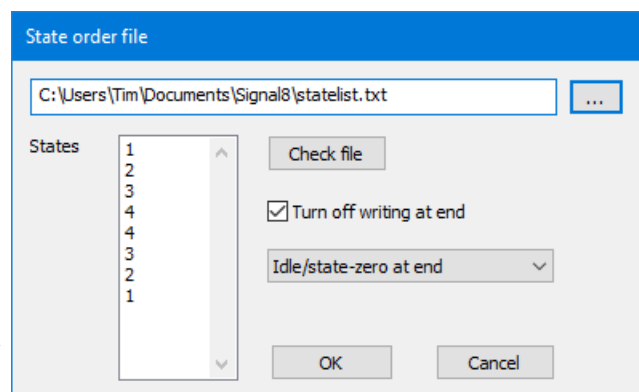 State order file
C:\Users\Tim\Documents\Signal8\statelist.txt
...
States
1
2
3
4
4
3
2
1
Check file
Turn off writing at end
Idle/state-zero at end
OK
Cancel